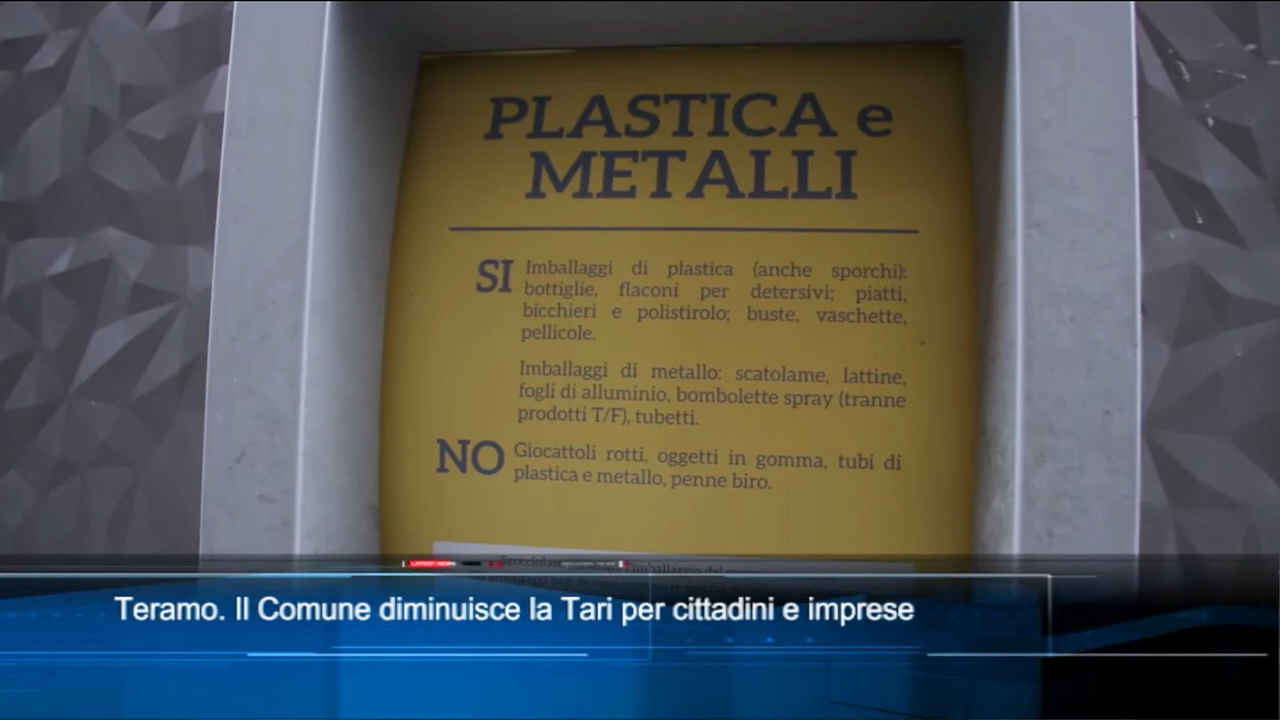 PLASTICA e
METALLI
SI Imballaggi di plastica (anche sporchi):
bottiglie, flaconi per detersivi; piatti,
bicchieri e polistirolo; buste, vaschette,
pellicole.
Imballaggi di metallo: scatolame, lattine,
fogli di alluminio, bombolette spray (tranne
prodotti T/F), tubetti.
NO Giocattoli rotti, oggetti in gomma, tubi di
plastica e metallo, penne biro.
LATEST NEWS
Teramo. Il Comune diminuisce la Tari per cittadini e imprese